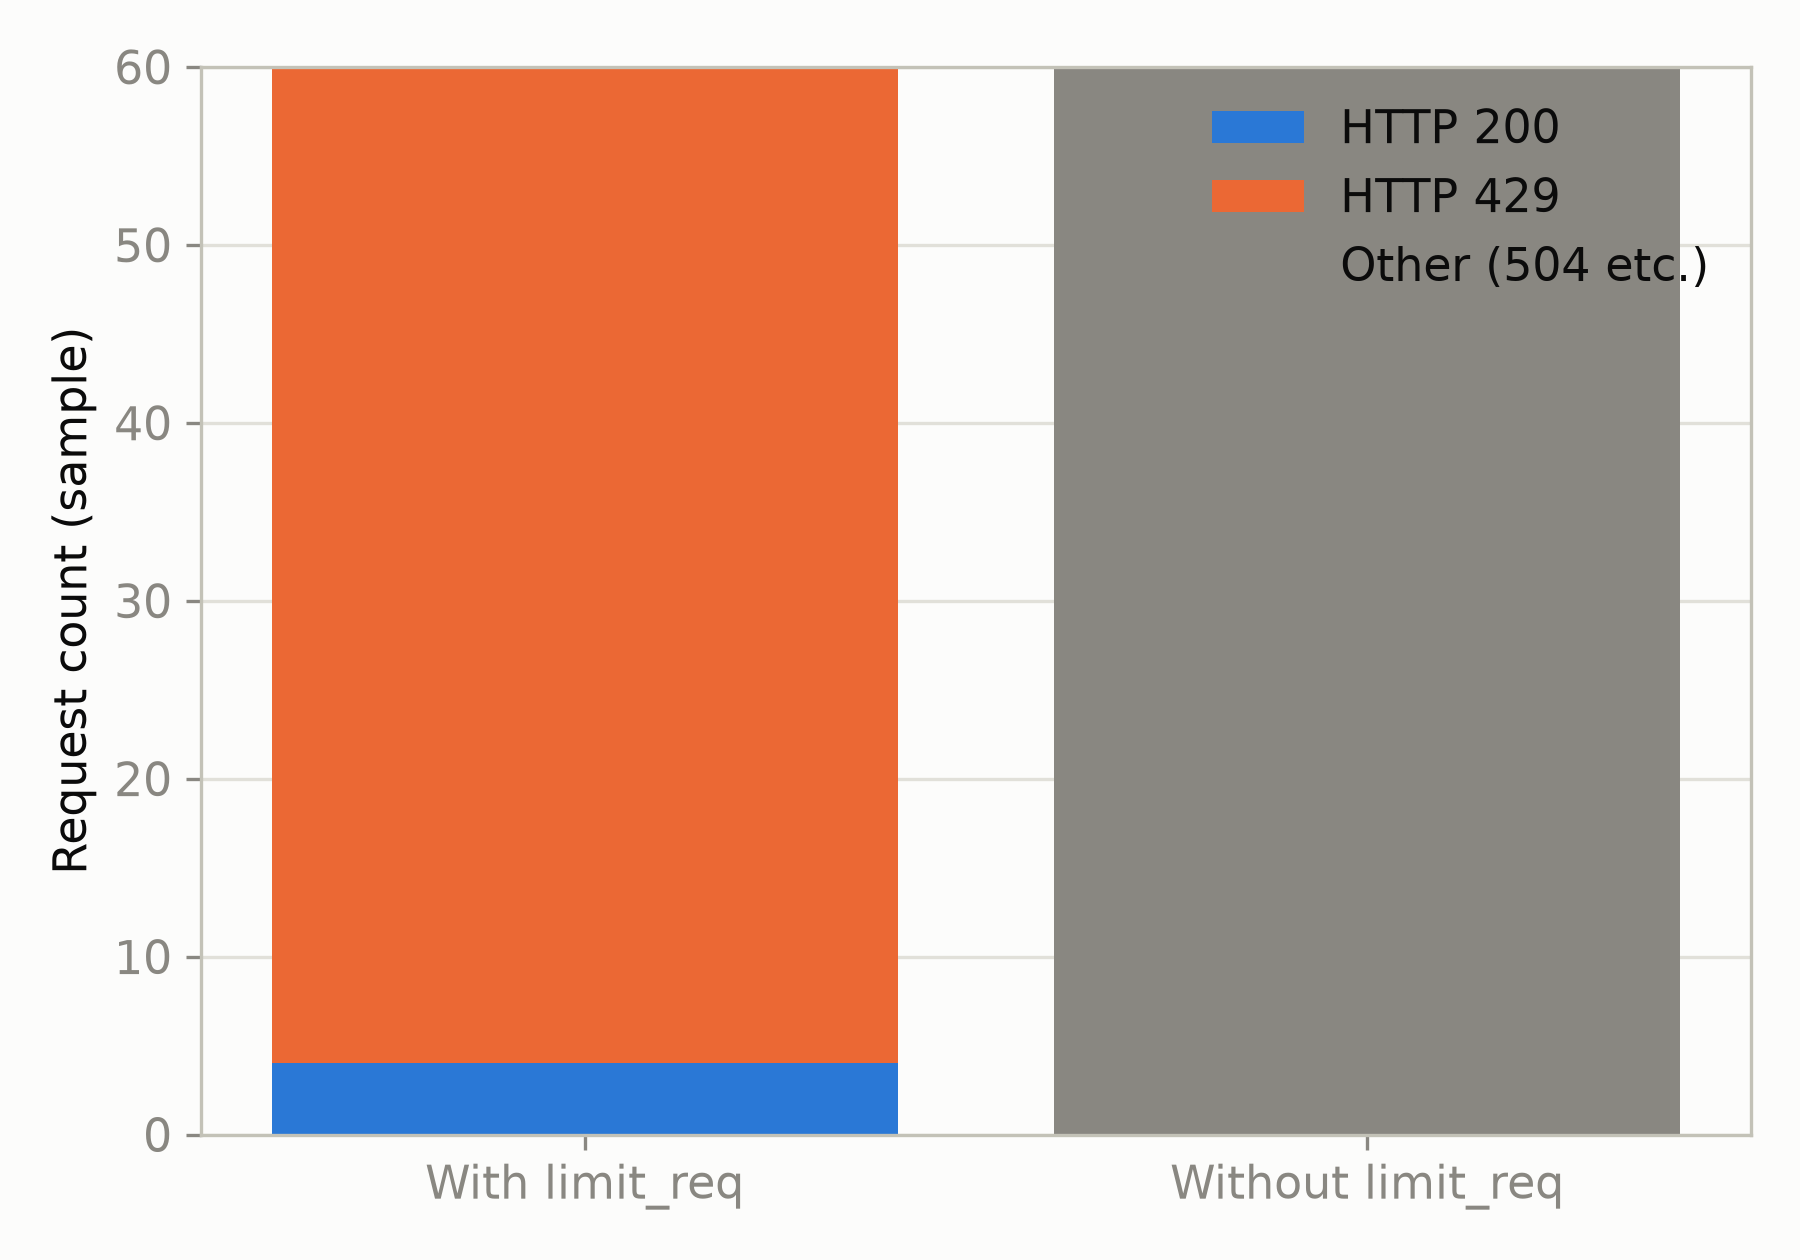 60
50
40
30
20
10
0
Request count (sample)
HTTP 200
HTTP 429
Other (504 etc.)
With limit_req
Without limit_req